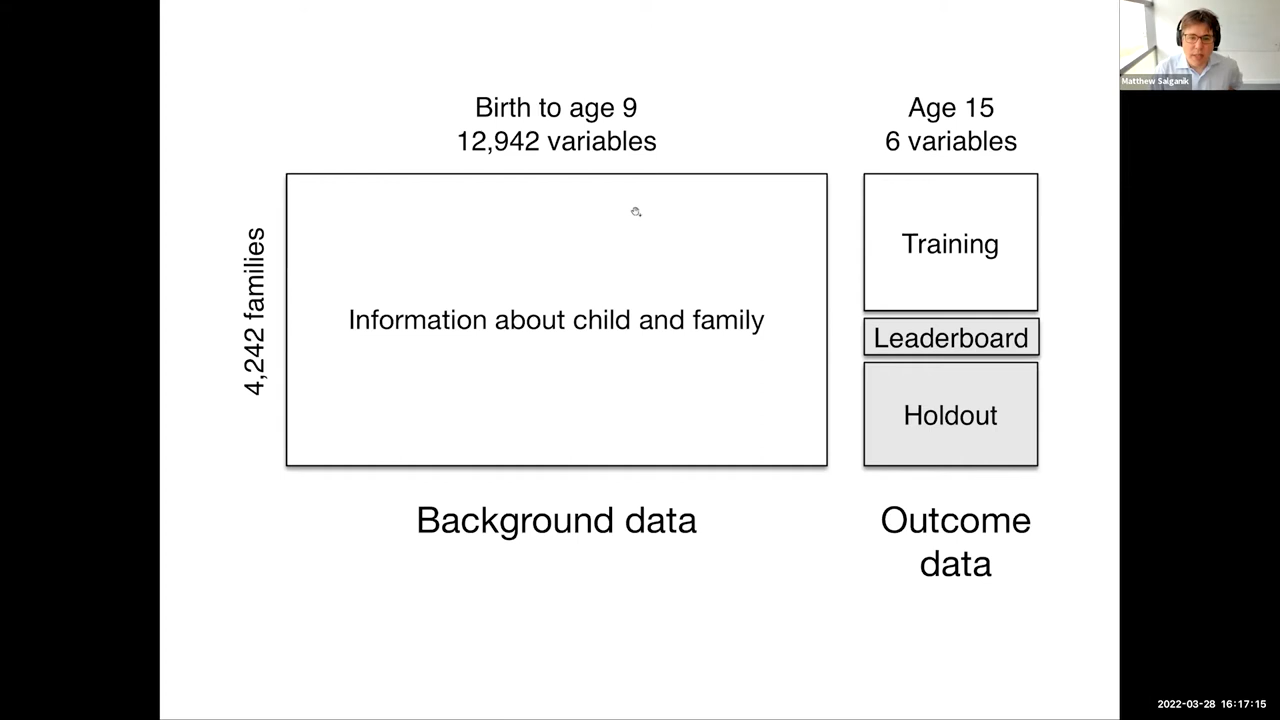 Matthew Salganik
Birth to age 9
12,942 variables
Age 15
6 variables
4,242 families
Information about child and family
Training
Leaderboard
Holdout
Background data
Outcome
data
2022-03-28 16:17:15